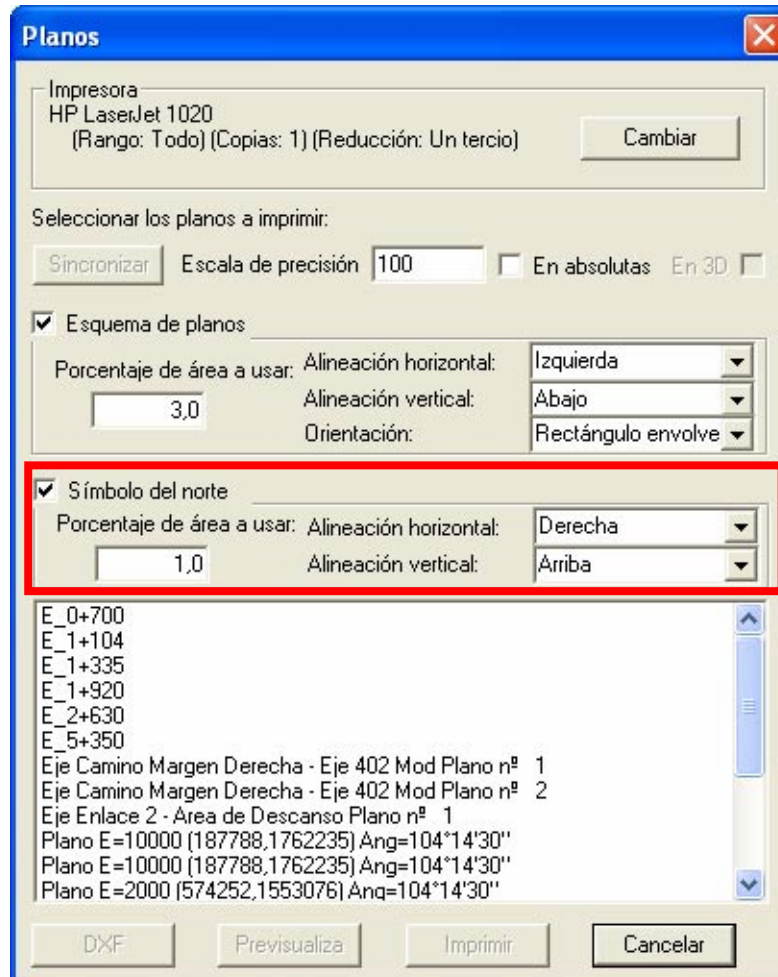 Planos
Impresora
HP LaserJet 1020
(Rango: Todo) (Copias: 1) (Reducción: Un tercio)
Cambiar
Seleccionar los planos a imprimir:
Sincronizar Escala de precisión 100 En absolutas En 3D
Esquema de planos
Porcentaje de área a usar: Alineación horizontal: Izquierda
3,0 Alineación vertical: Abajo
Orientación: Rectángulo envolve
Símbolo del norte
Porcentaje de área a usar: Alineación horizontal: Derecha
1,0 Alineación vertical: Arriba
E_0+700
E_1+104
E_1+335
E_1+920
E_2+630
E_5+350
Eje Camino Margen Derecha - Eje 402 Mod Plano nº 1
Eje Camino Margen Derecha - Eje 402 Mod Plano nº 2
Eje Enlace 2 - Area de Descanso Plano nº 1
Plano E=10000 (187788,1762235) Ang=104°14'30"
Plano E=10000 (187788,1762235) Ang=104°14'30"
Plano E=2000 (574252,1553076) Ang=104°14'30"
DXF Previsualiza Imprimir Cancelar